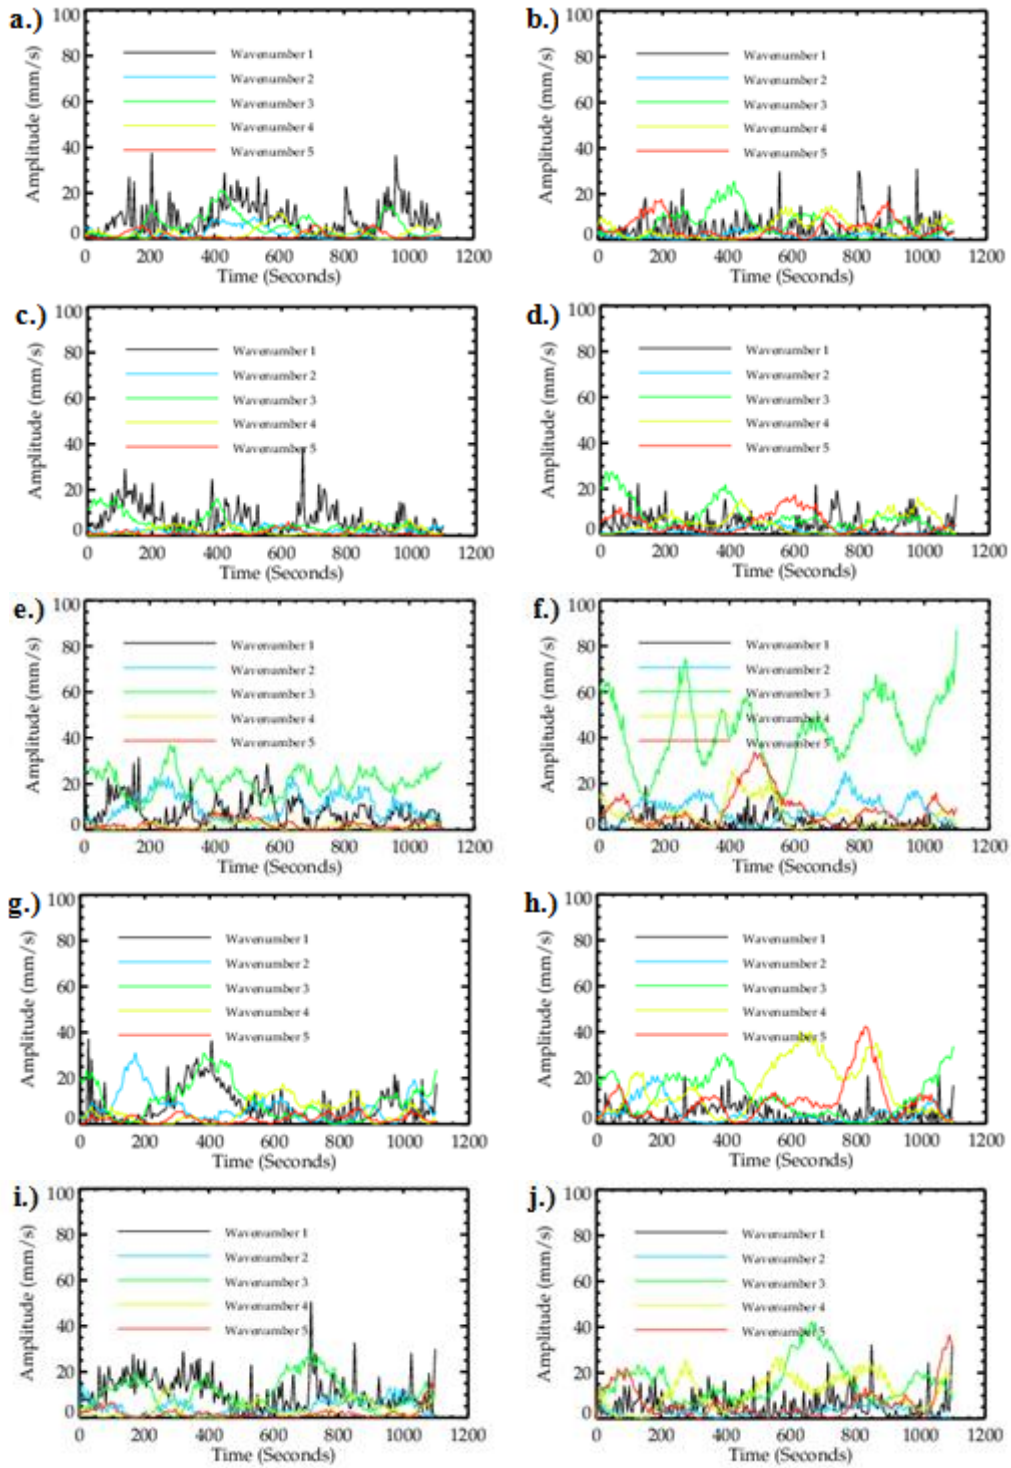 a.)
Amplitude (mm/s)
100
80
60
40
20
0
Wavenumber 1
Wavenumber 2
Wavenumber 3
Wavenumber 4
Wavenumber 5
0 200 400 600 800 1000 1200
Time (Seconds)
b.)
Amplitude (mm/s)
100
80
60
40
20
0
Wavenumber 1
Wavenumber 2
Wavenumber 3
Wavenumber 4
Wavenumber 5
0 200 400 600 800 1000 1200
Time (Seconds)
c.)
Amplitude (mm/s)
100
80
60
40
20
0
Wavenumber 1
Wavenumber 2
Wavenumber 3
Wavenumber 4
Wavenumber 5
0 200 400 600 800 1000 1200
Time (Seconds)
d.)
Amplitude (mm/s)
100
80
60
40
20
0
Wavenumber 1
Wavenumber 2
Wavenumber 3
Wavenumber 4
Wavenumber 5
0 200 400 600 800 1000 1200
Time (Seconds)
e.)
Amplitude (mm/s)
100
80
60
40
20
0
Wavenumber 1
Wavenumber 2
Wavenumber 3
Wavenumber 4
Wavenumber 5
0 200 400 600 800 1000 1200
Time (Seconds)
f.)
Amplitude (mm/s)
100
80
60
40
20
0
Wavenumber 1
Wavenumber 2
Wavenumber 3
Wavenumber 4
Wavenumber 5
0 200 400 600 800 1000 1200
Time (Seconds)
g.)
Amplitude (mm/s)
100
80
60
40
20
0
Wavenumber 1
Wavenumber 2
Wavenumber 3
Wavenumber 4
Wavenumber 5
0 200 400 600 800 1000 1200
Time (Seconds)
h.)
Amplitude (mm/s)
100
80
60
40
20
0
Wavenumber 1
Wavenumber 2
Wavenumber 3
Wavenumber 4
Wavenumber 5
0 200 400 600 800 1000 1200
Time (Seconds)
i.)
Amplitude (mm/s)
100
80
60
40
20
0
Wavenumber 1
Wavenumber 2
Wavenumber 3
Wavenumber 4
Wavenumber 5
0 200 400 600 800 1000 1200
Time (Seconds)
j.)
Amplitude (mm/s)
100
80
60
40
20
0
Wavenumber 1
Wavenumber 2
Wavenumber 3
Wavenumber 4
Wavenumber 5
0 200 400 600 800 1000 1200
Time (Seconds)